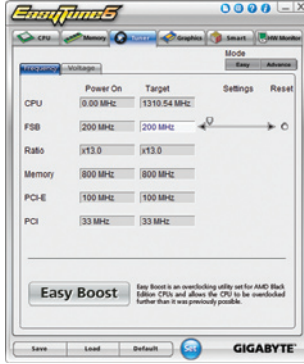 EasyTune6
CPU Memory Tuner Graphics Smart HW Monitor
Mode
Easy Advance
Frequency Voltage
Power On Target Settings Reset
CPU 0.00 MHz 1310.54 MHz
FSB 200 MHz 200 MHz
Ratio x13.0 x13.0
Memory 800 MHz 800 MHz
PCI-E 100 MHz 100 MHz
PCI 33 MHz 33 MHz
Easy Boost
Easy Boost is an overclocking utility set for AMD Black
Edition CPUs and allows the CPU to be overclocked
further than it was previously possible.
Save Load Default Set GIGABYTE